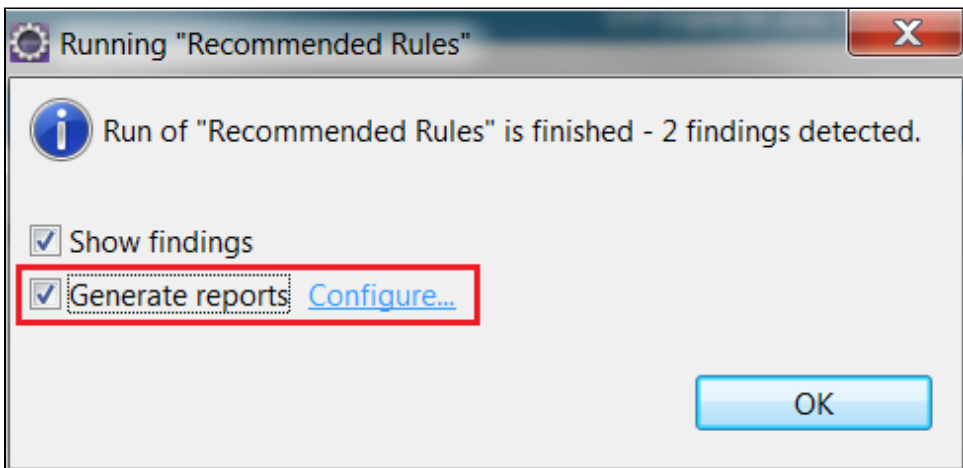 Running "Recommended Rules"
Run of "Recommended Rules" is finished - 2 findings detected.
Show findings
Generate reports Configure...
OK